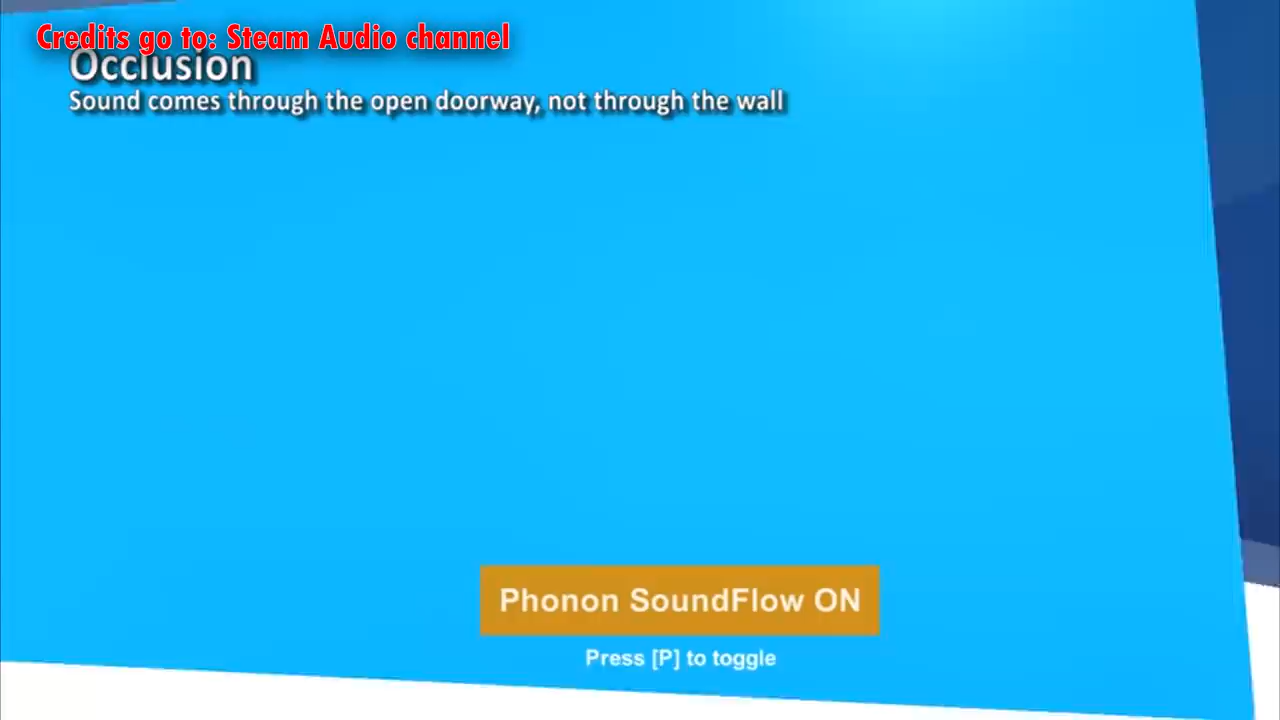 Credits go to: Steam Audio channel
Occlusion
Sound comes through the open doorway, not through the wall
Phonon SoundFlow ON
Press [P] to toggle